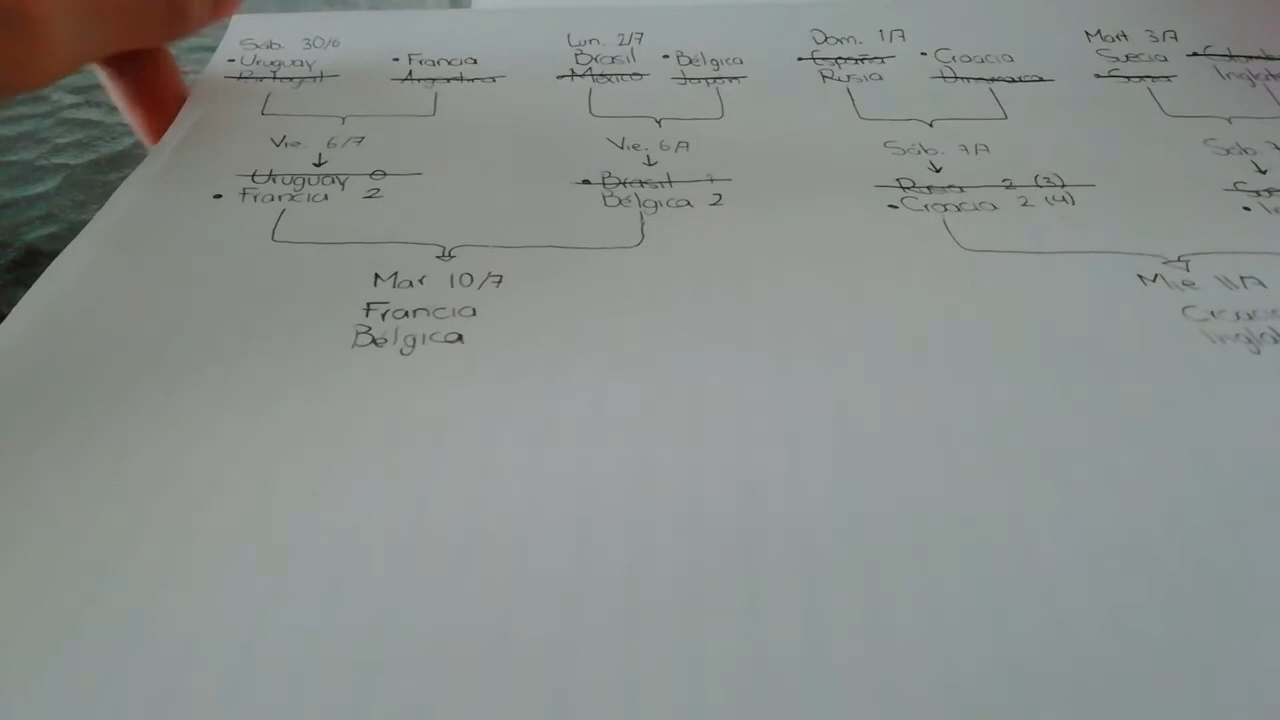 Sáb. 30/6
• Uruguay
Portugal
• Francia
Argentina
Lun. 2/7
Brasil
México
• Bélgica
Japón
Dom. 1/7
España
Rusia
• Croacia
Dinamarca
Mart 3/7
Suecia
Vie. 6/7
Uruguay 0
• Francia 2
Vie. 6/7
• Brasil 1
Bélgica 2
Sáb. 7/7
Rusia 2 (3)
• Croacia 2 (4)
Sáb.
Mar 10/7
Francia
Bélgica
Mie 11/7